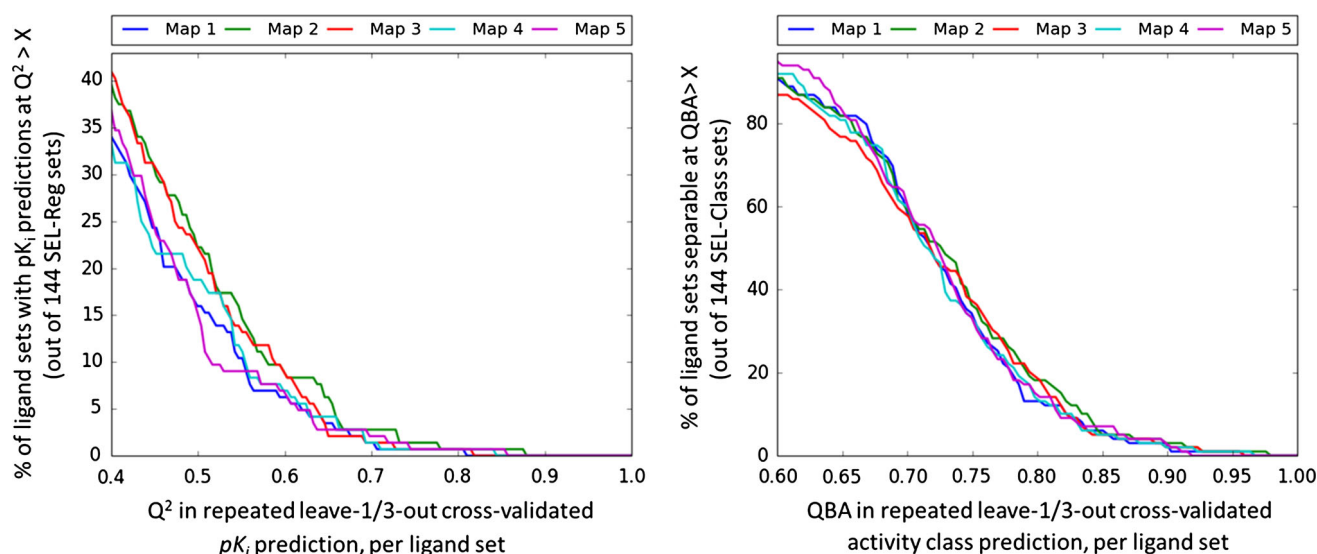 Map 1 Map 2 Map 3 Map 4 Map 5
% of ligand sets with pKi predictions at Q² > X
(out of 144 SEL-Reg sets)
40
35
30
25
20
15
10
5
0
0.4 0.5 0.6 0.7 0.8 0.9 1.0
Q² in repeated leave-1/3-out cross-validated
pKi prediction, per ligand set
Map 1 Map 2 Map 3 Map 4 Map 5
% of ligand sets separable at QBA> X
(out of 144 SEL-Class sets)
80
60
40
20
0
0.60 0.65 0.70 0.75 0.80 0.85 0.90 0.95 1.00
QBA in repeated leave-1/3-out cross-validated
activity class prediction, per ligand set